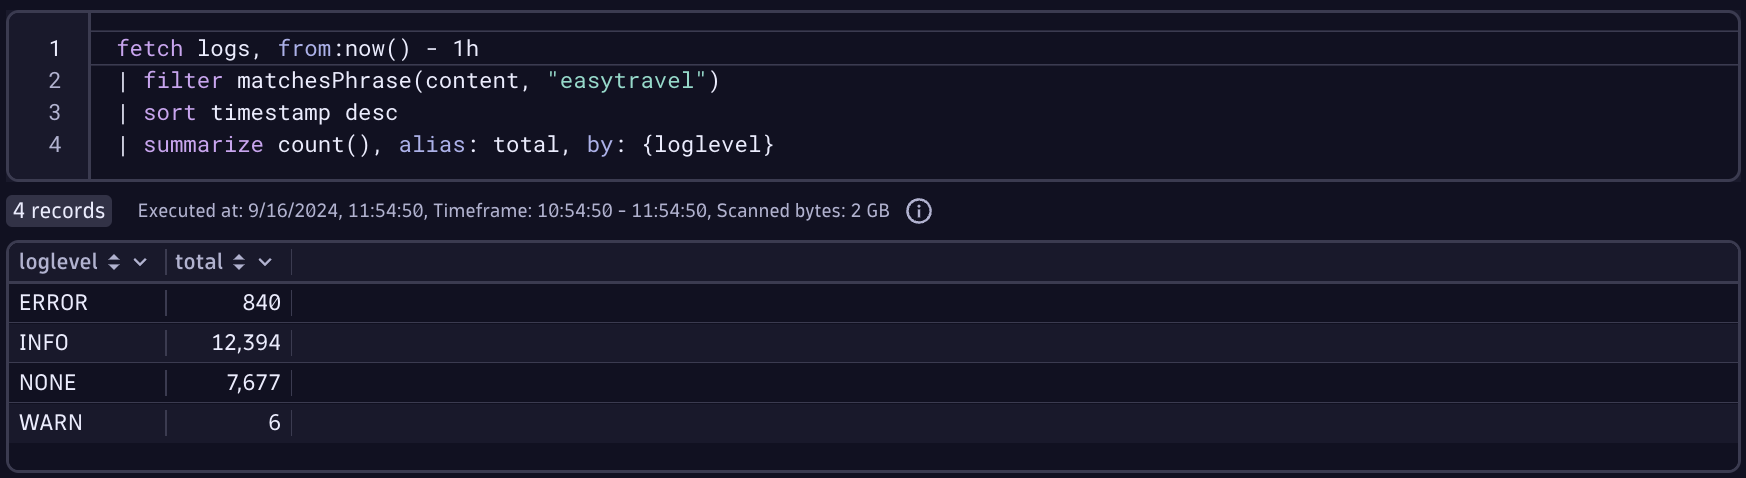 1 fetch logs, from:now() - 1h
2 | filter matchesPhrase(content, "easytravel")
3 | sort timestamp desc
4 | summarize count(), alias: total, by: {loglevel}
4 records Executed at: 9/16/2024, 11:54:50, Timeframe: 10:54:50 - 11:54:50, Scanned bytes: 2 GB
loglevel total
ERROR 840
INFO 12,394
NONE 7,677
WARN 6